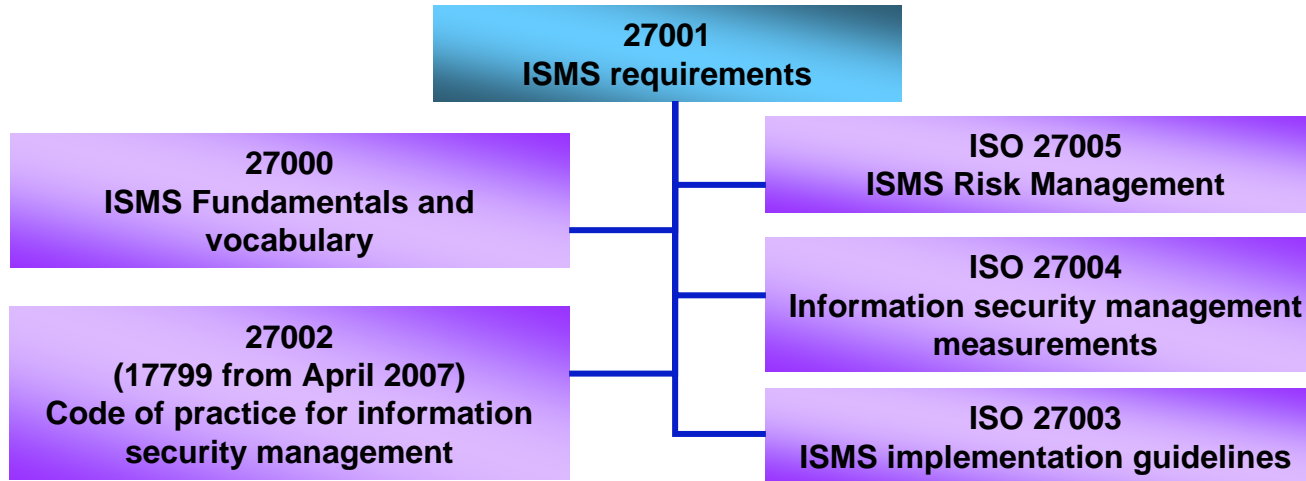 27001
ISMS requirements
27000
ISMS Fundamentals and
vocabulary
27002
(17799 from April 2007)
Code of practice for information
security management
ISO 27005
ISMS Risk Management
ISO 27004
Information security management
measurements
ISO 27003
ISMS implementation guidelines